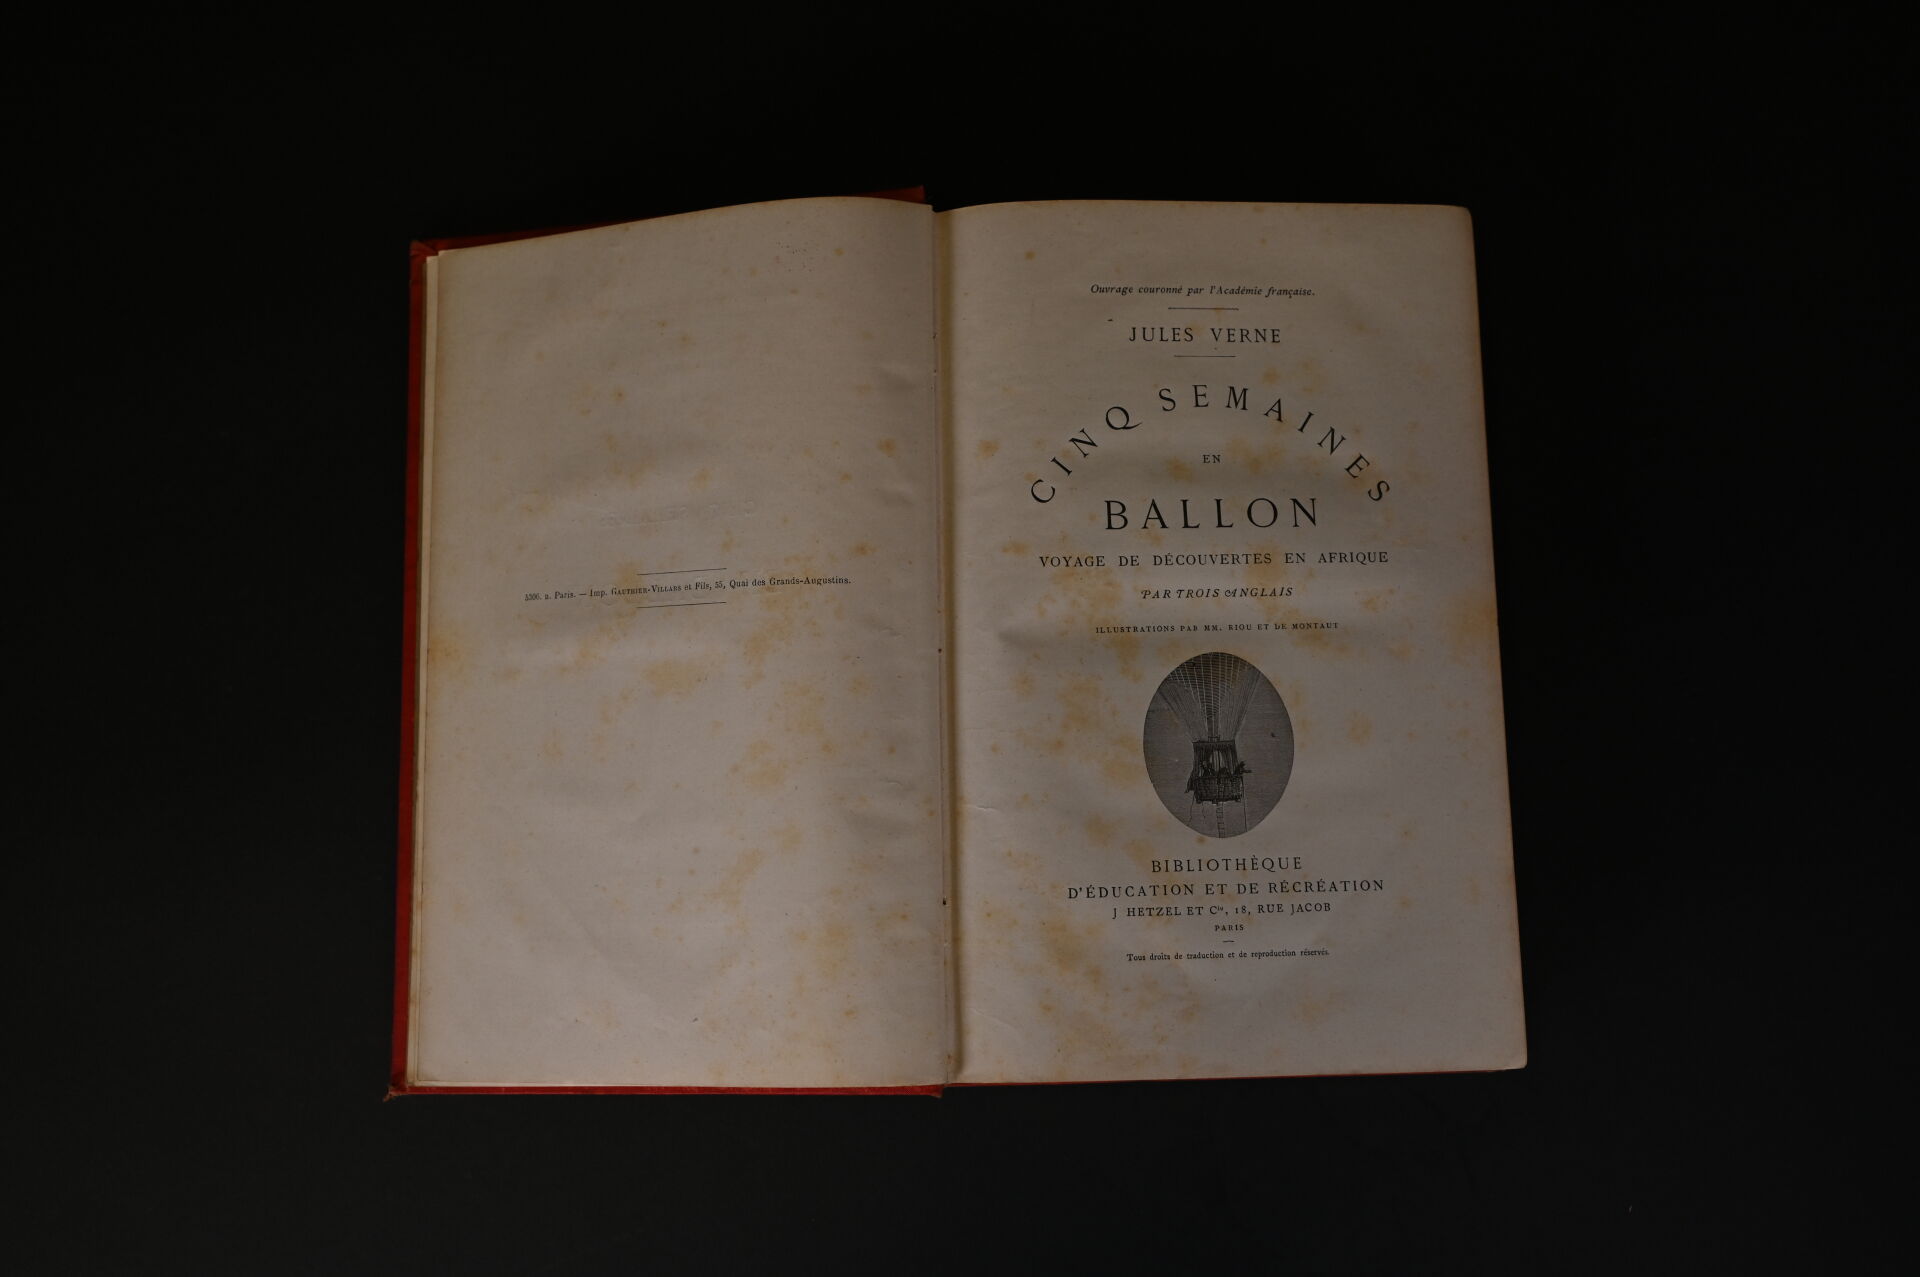 5306. B. Paris. — Imp. GAUTHIER-VILLARS et Fils, 55, Quai des Grands-Augustins.
Ouvrage couronné par l'Académie française.
JULES VERNE
CINQ SEMAINES
EN
BALLON
VOYAGE DE DÉCOUVERTES EN AFRIQUE
PAR TROIS ANGLAIS
ILLUSTRATIONS PAR MM. RIOU ET DE MONTAUT
BIBLIOTHÈQUE
D'ÉDUCATION ET DE RÉCRÉATION
J HETZEL ET Cie, 18, RUE JACOB
PARIS
Tous droits de traduction et de reproduction réservés.